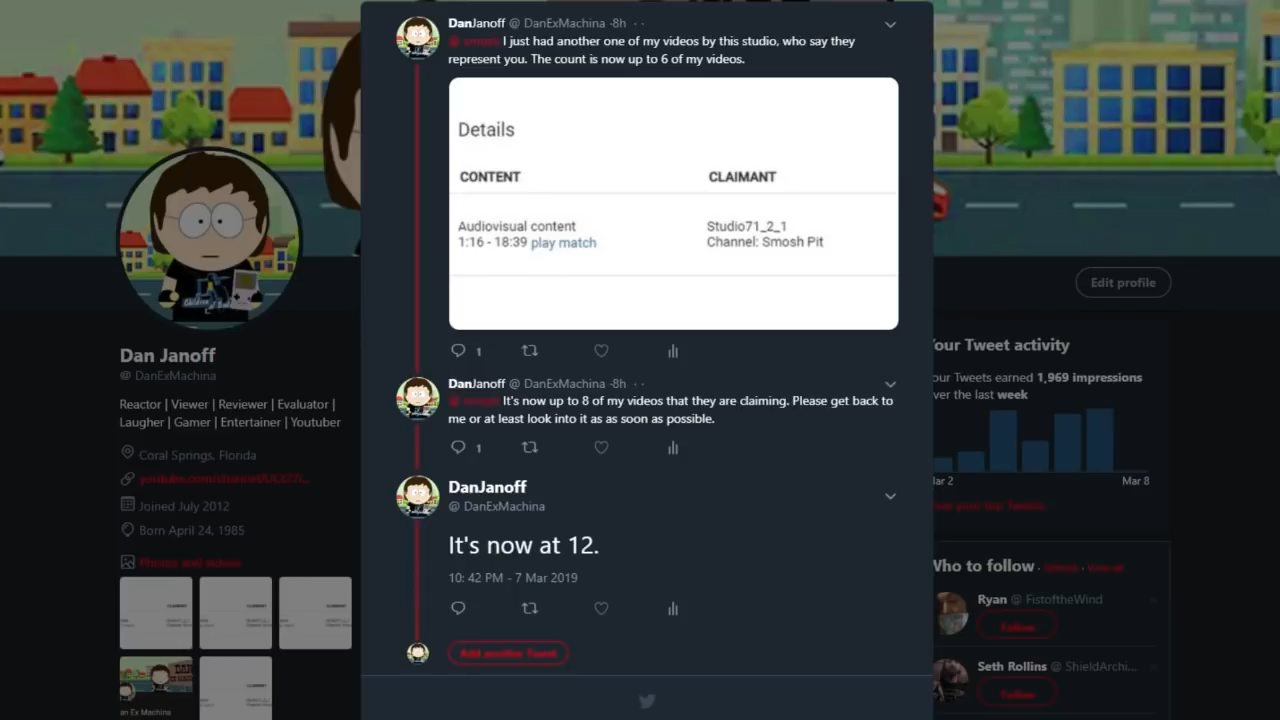 DanJanoff @ DanExMachina -8h · ·
I just had another one of my videos by this studio, who say they
represent you. The count is now up to 6 of my videos.
Details
CONTENT CLAIMANT
Audiovisual content Studio71_2_1
1:16 - 18:39 play match Channel: Smosh Pit
1
DanJanoff @ DanExMachina -8h · ·
It's now up to 8 of my videos that they are claiming. Please get back to
me or at least look into it as as soon as possible.
1
DanJanoff
@ DanExMachina
It's now at 12.
10: 42 PM - 7 Mar 2019
Add another Tweet
Dan Janoff
@ DanExMachina
Reactor | Viewer | Reviewer | Evaluator |
Laugher | Gamer | Entertainer | Youtuber
Coral Springs, Florida
Joined July 2012
Born April 24, 1985
Photos and videos
an Ex Machina
Edit profile
our Tweet activity
our Tweets earned 1,969 impressions
ver the last week
ar 2 Mar 8
Who to follow
Ryan @ FistoftheWind
Follow
Seth Rollins @ ShieldArchi...
Follow